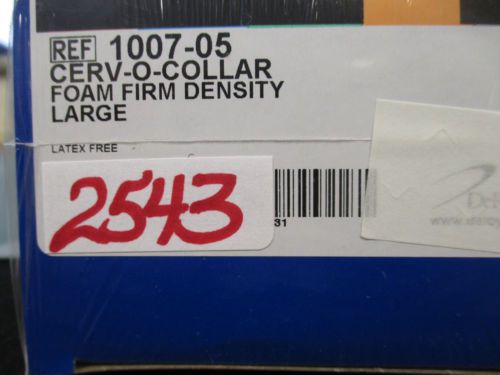 REF 1007-05
CERV-O-COLLAR
FOAM FIRM DENSITY
LARGE
LATEX FREE
2543
31